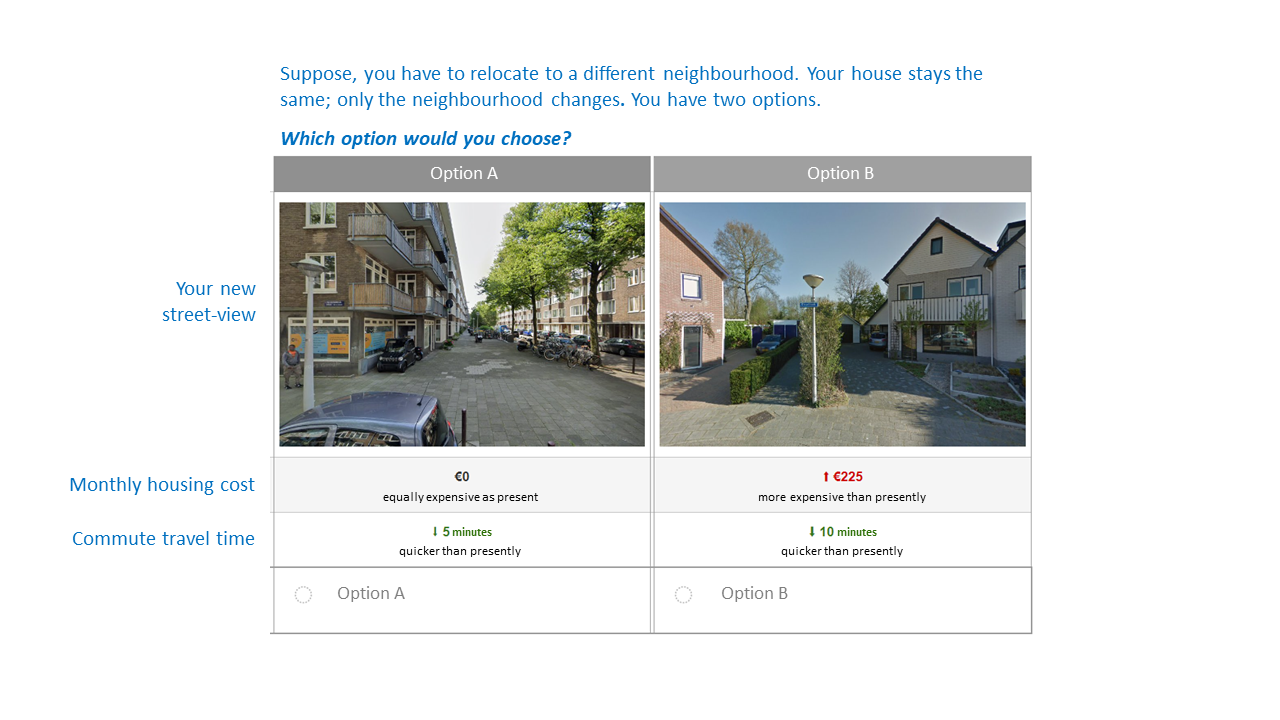 Suppose, you have to relocate to a different neighbourhood. Your house stays the
same; only the neighbourhood changes. You have two options.
Which option would you choose?
Option A
Option B
Your new
street-view
Monthly housing cost
€0
equally expensive as present
⬆ €225
more expensive than presently
Commute travel time
⬇ 5 minutes
quicker than presently
⬇ 10 minutes
quicker than presently
Option A
Option B